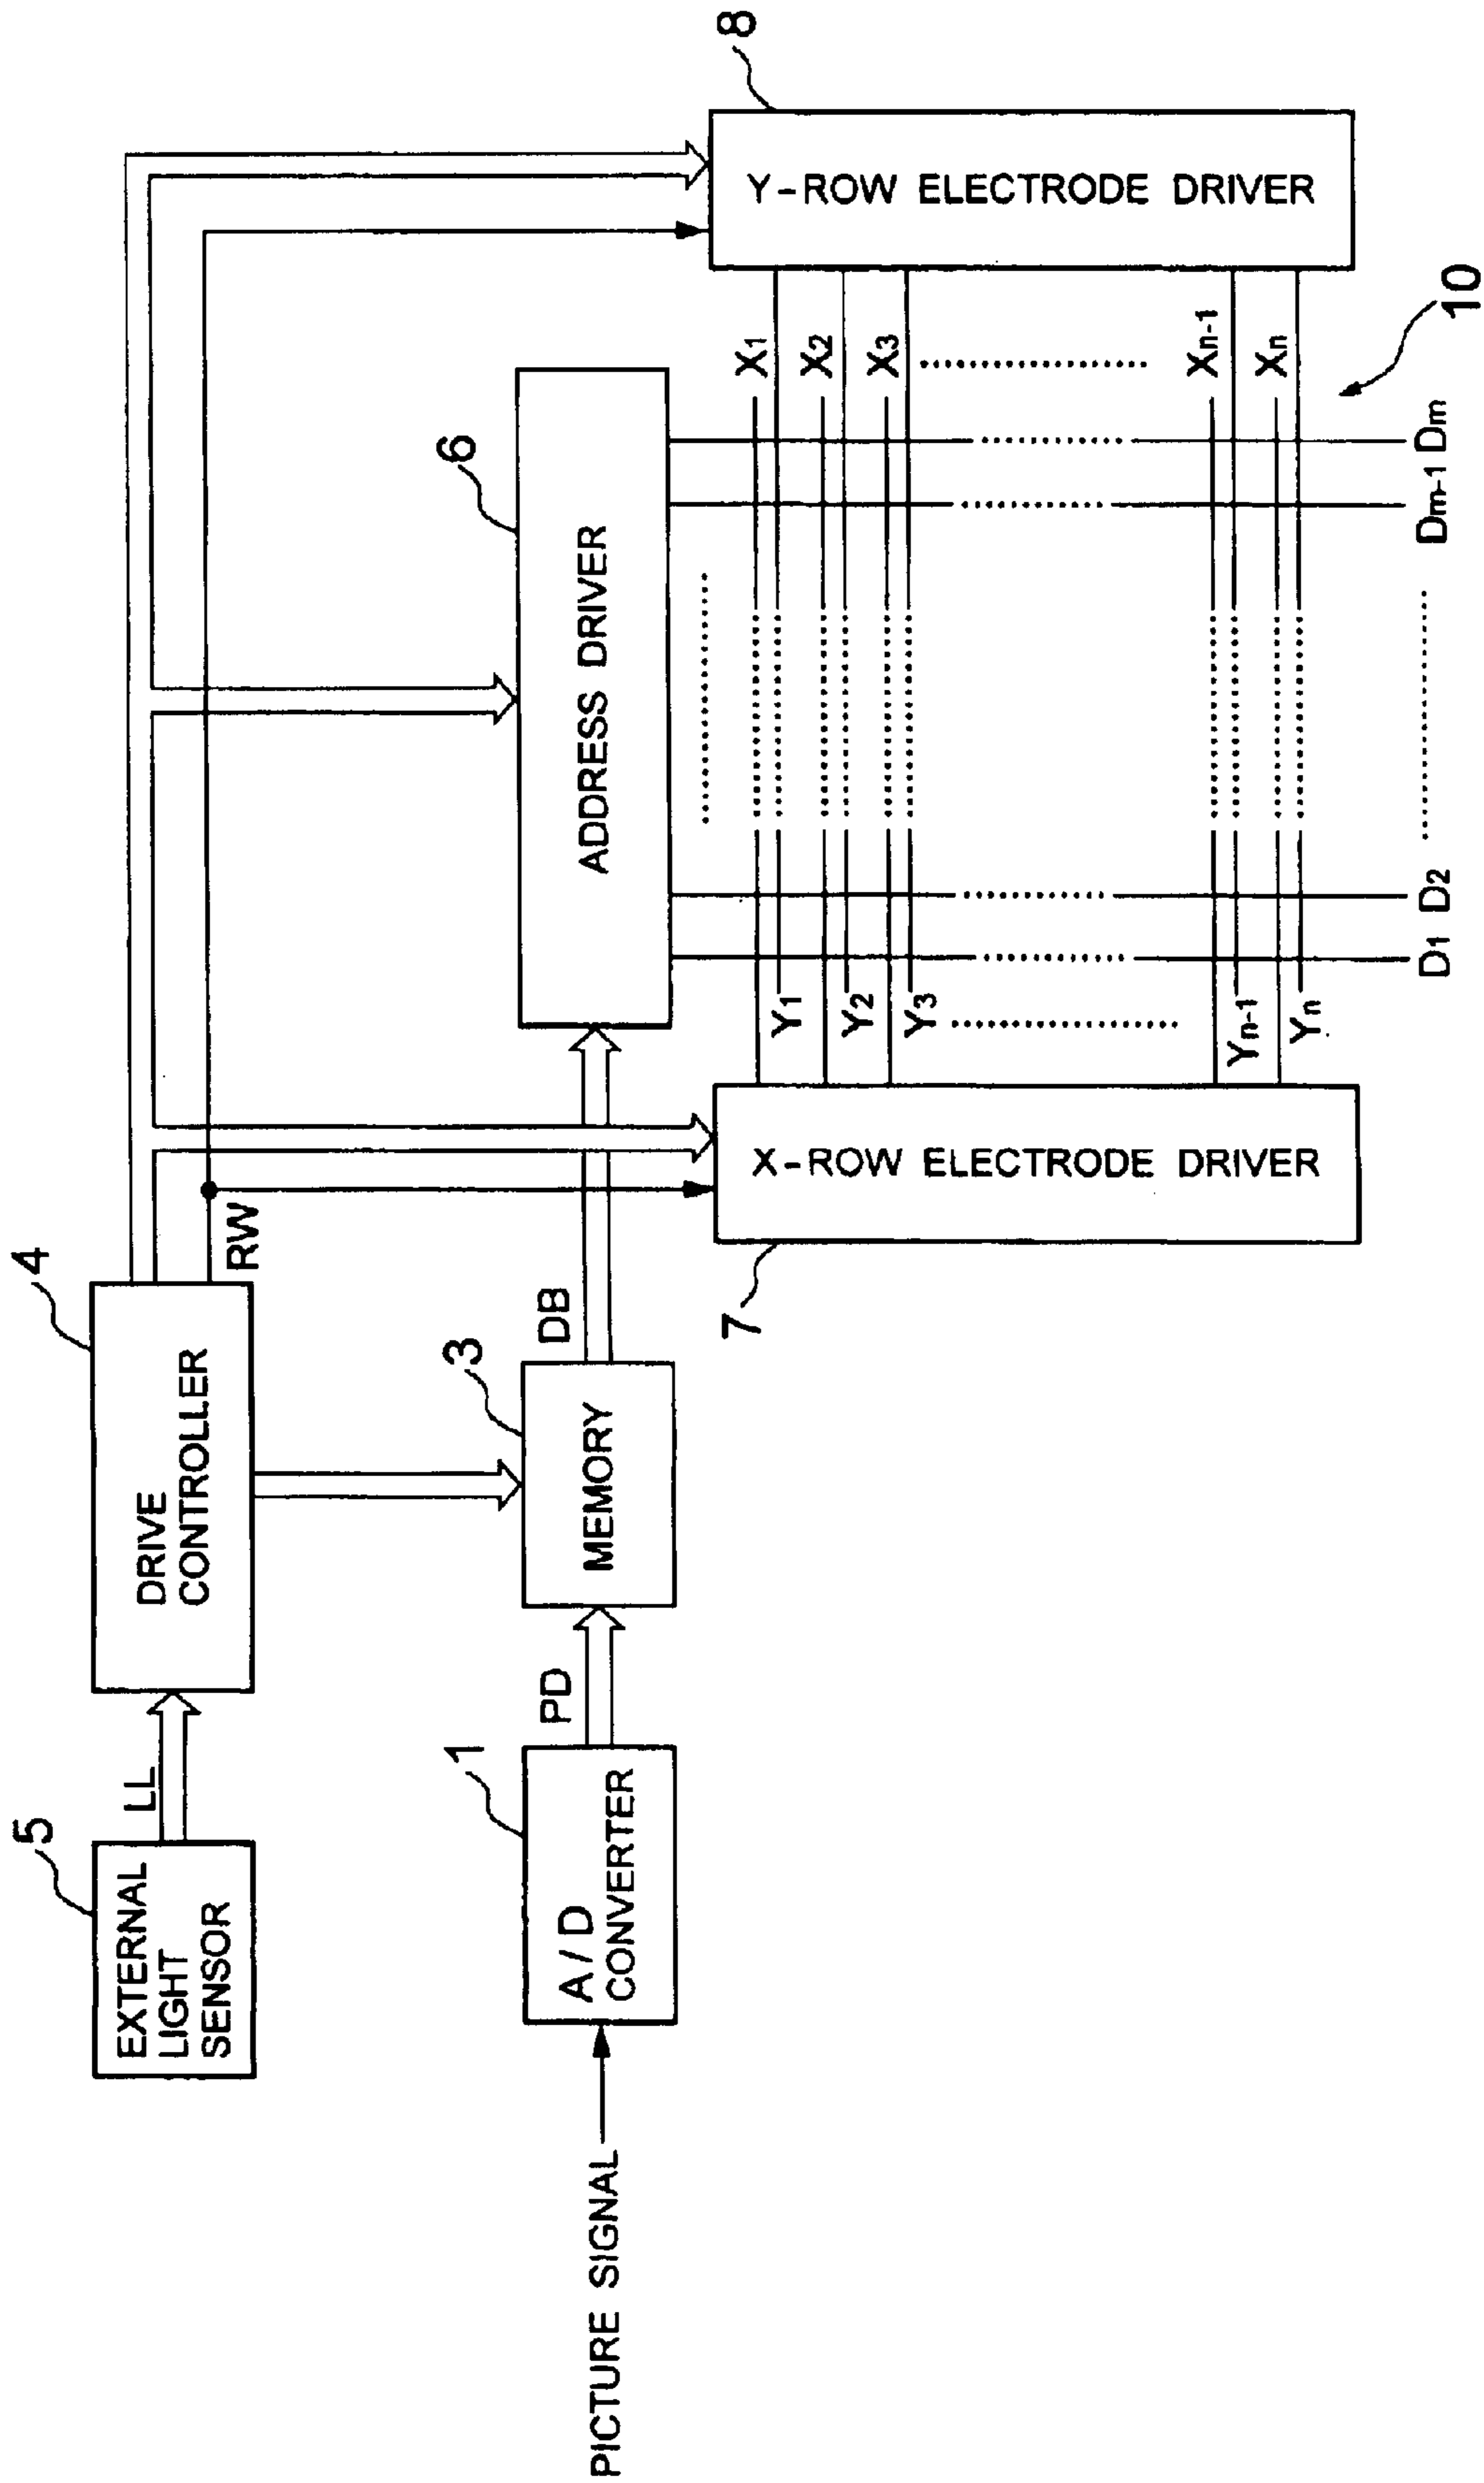 5
EXTERNAL
LIGHT
SENSOR
LL
4
DRIVE
CONTROLLER
RW
PICTURE SIGNAL
1
A/D
CONVERTER
PD
3
MEMORY
DB
6
ADDRESS DRIVER
7
X-ROW ELECTRODE DRIVER
8
Y-ROW ELECTRODE DRIVER
Y1
Y2
Y3
Yn-1
Yn
X1
X2
X3
Xn-1
Xn
D1 D2 Dm-1 Dm
10